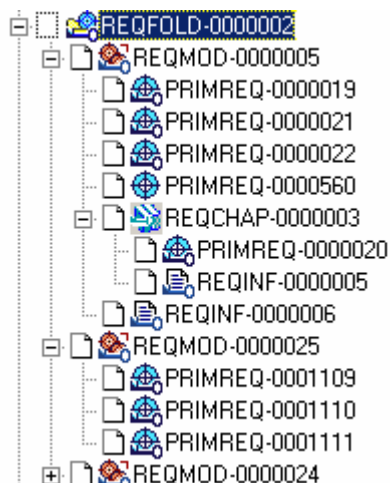 REQFOLD-0000002
REQMOD-0000005
PRIMREQ-0000019
PRIMREQ-0000021
PRIMREQ-0000022
PRIMREQ-0000560
REQCHAP-0000003
PRIMREQ-0000020
REQINF-0000005
REQINF-0000006
REQMOD-0000025
PRIMREQ-0001109
PRIMREQ-0001110
PRIMREQ-0001111
REQMOD-0000024